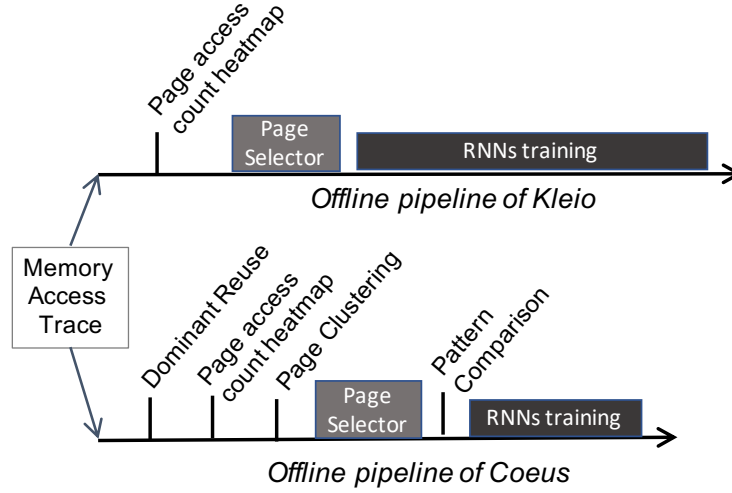 Page access
count heatmap
Page
Selector
RNNs training
Offline pipeline of Kleio
Memory
Access
Trace
Dominant Reuse
Page access
count heatmap
Page Clustering
Page
Selector
Pattern
Comparison
RNNs training
Offline pipeline of Coeus